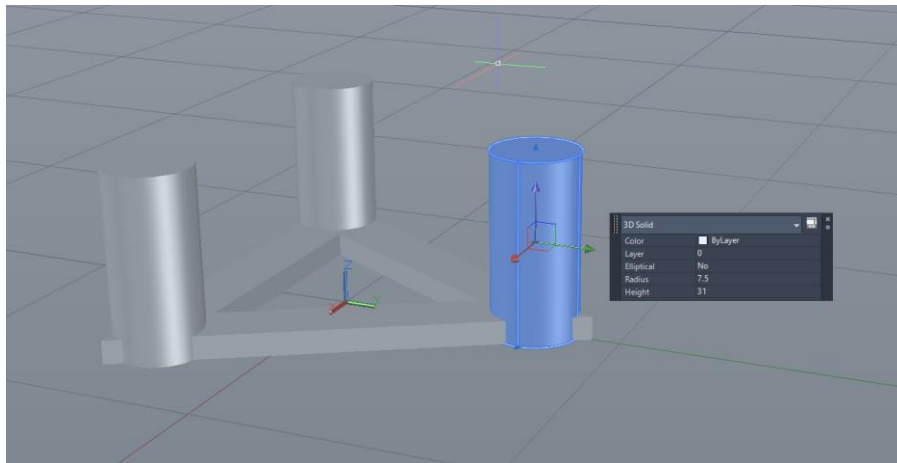 3D Solid
Color ByLayer
Layer 0
Elliptical No
Radius 7.5
Height 31
Z